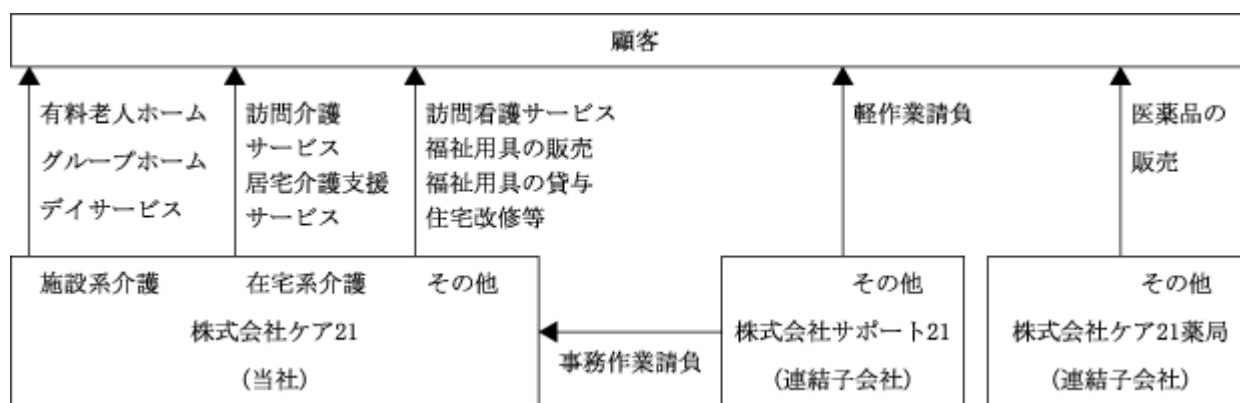 顧客
有料老人ホーム
グループホーム
デイサービス
訪問介護
サービス
居宅介護支援
サービス
訪問看護サービス
福祉用具の販売
福祉用具の貸与
住宅改修等
軽作業請負
医薬品の
販売
施設系介護
在宅系介護
その他
株式会社ケア21
(当社)
事務作業請負
その他
株式会社サポート21
(連結子会社)
その他
株式会社ケア21薬局
(連結子会社)